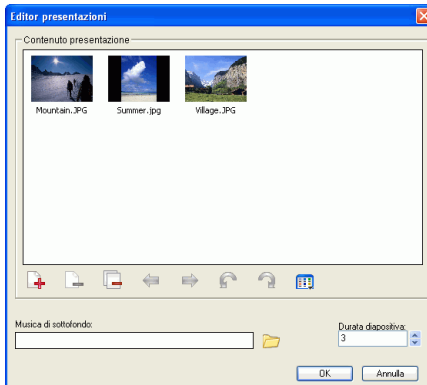 Editor presentazioni
Contenuto presentazione
Mountain.JPG Summer.jpg Village.JPG
Musica di sottofondo:
Durata diapositiva:
3
OK Annulla